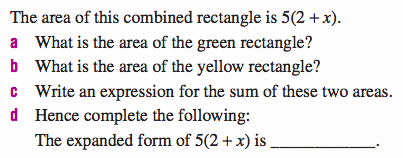 The area of this combined rectangle is 5(2 + x).
a What is the area of the green rectangle?
b What is the area of the yellow rectangle?
c Write an expression for the sum of these two areas.
d Hence complete the following:
The expanded form of 5(2 + x) is ____________.